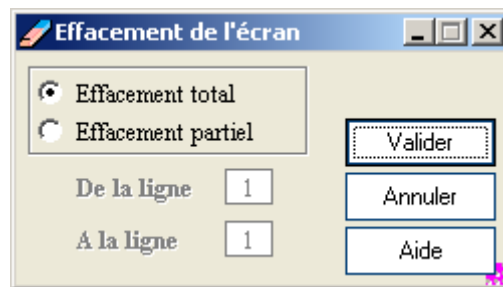 Effacement de l'écran
Effacement total
Effacement partiel
Valider
De la ligne 1
Annuler
A la ligne 1
Aide